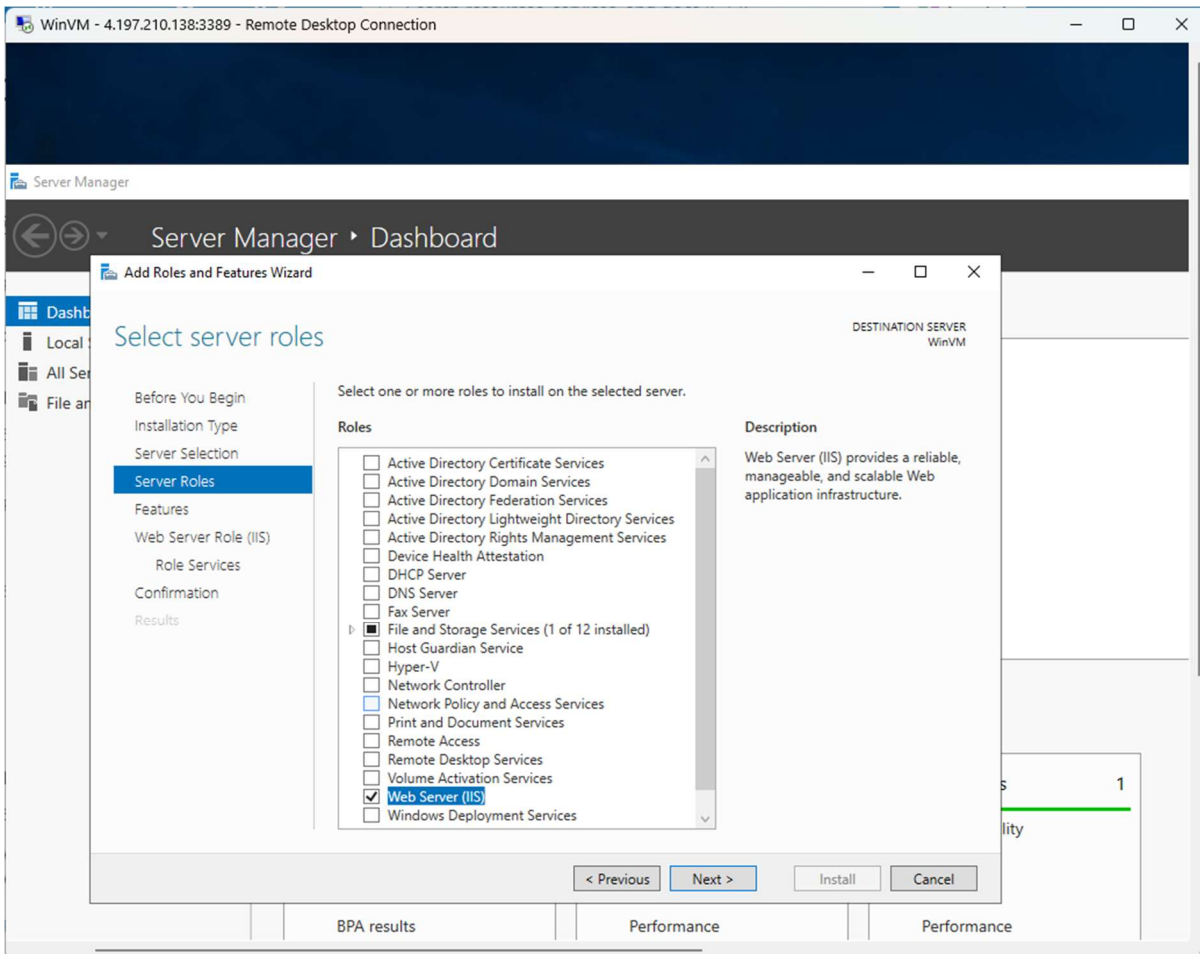 WinVM - 4.197.210.138:3389 - Remote Desktop Connection
Server Manager
Server Manager • Dashboard
Add Roles and Features Wizard
Dashb
Local
All Ser
File an
Select server roles
DESTINATION SERVER
WinVM
Before You Begin
Installation Type
Server Selection
Server Roles
Features
Web Server Role (IIS)
Role Services
Confirmation
Results
Select one or more roles to install on the selected server.
Roles
Active Directory Certificate Services
Active Directory Domain Services
Active Directory Federation Services
Active Directory Lightweight Directory Services
Active Directory Rights Management Services
Device Health Attestation
DHCP Server
DNS Server
Fax Server
File and Storage Services (1 of 12 installed)
Host Guardian Service
Hyper-V
Network Controller
Network Policy and Access Services
Print and Document Services
Remote Access
Remote Desktop Services
Volume Activation Services
Web Server (IIS)
Windows Deployment Services
Description
Web Server (IIS) provides a reliable,
manageable, and scalable Web
application infrastructure.
s 1
lity
< Previous Next > Install Cancel
BPA results Performance Performance